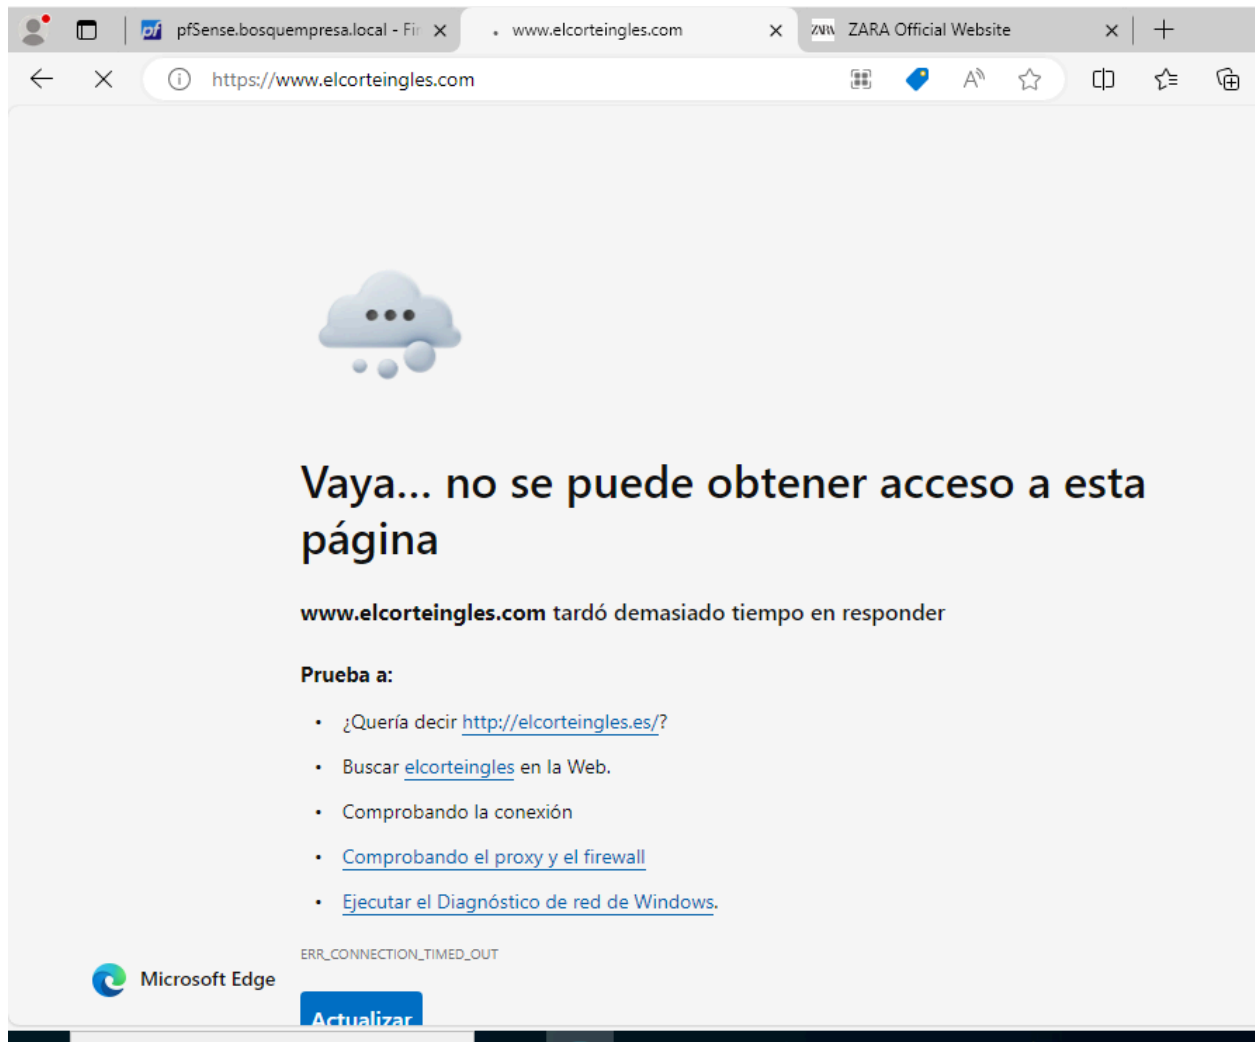 pf pfSense.bosquempresa.local - Fir
www.elcorteingles.com
ZARA ZARA Official Website
https://www.elcorteingles.com
Vaya... no se puede obtener acceso a esta
página
www.elcorteingles.com tardó demasiado tiempo en responder
Prueba a:
• ¿Quería decir http://elcorteingles.es/?
• Buscar elcorteingles en la Web.
• Comprobando la conexión
• Comprobando el proxy y el firewall
• Ejecutar el Diagnóstico de red de Windows.
ERR_CONNECTION_TIMED_OUT
Microsoft Edge
Actualizar